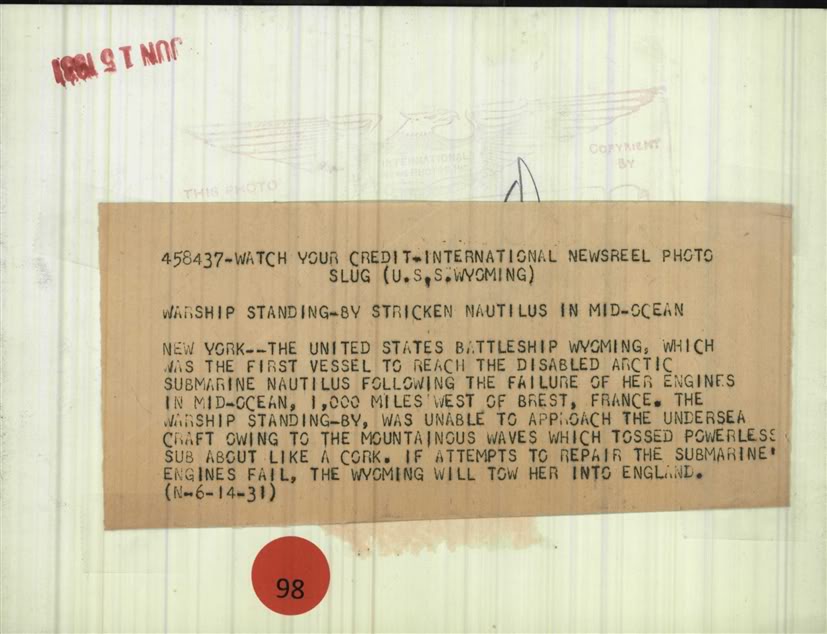 JUN 15 1931
INTERNATIONAL
COPYRIGHT
BY
THIS PHOTO
458437-WATCH YOUR CREDIT-INTERNATIONAL NEWSREEL PHOTO
SLUG (U.S.S.WYOMING)
WARSHIP STANDING-BY STRICKEN NAUTILUS IN MID-OCEAN
NEW YORK--THE UNITED STATES BATTLESHIP WYOMING, WHICH
WAS THE FIRST VESSEL TO REACH THE DISABLED ARCTIC
SUBMARINE NAUTILUS FOLLOWING THE FAILURE OF HER ENGINES
IN MID-OCEAN, 1,000 MILES WEST OF BREST, FRANCE. THE
WARSHIP STANDING-BY, WAS UNABLE TO APPROACH THE UNDERSEA
CRAFT OWING TO THE MOUNTAINOUS WAVES WHICH TOSSED POWERLESS
SUB ABOUT LIKE A CORK. IF ATTEMPTS TO REPAIR THE SUBMARINE'
ENGINES FAIL, THE WYOMING WILL TOW HER INTO ENGLAND.
(N-6-14-31)
98